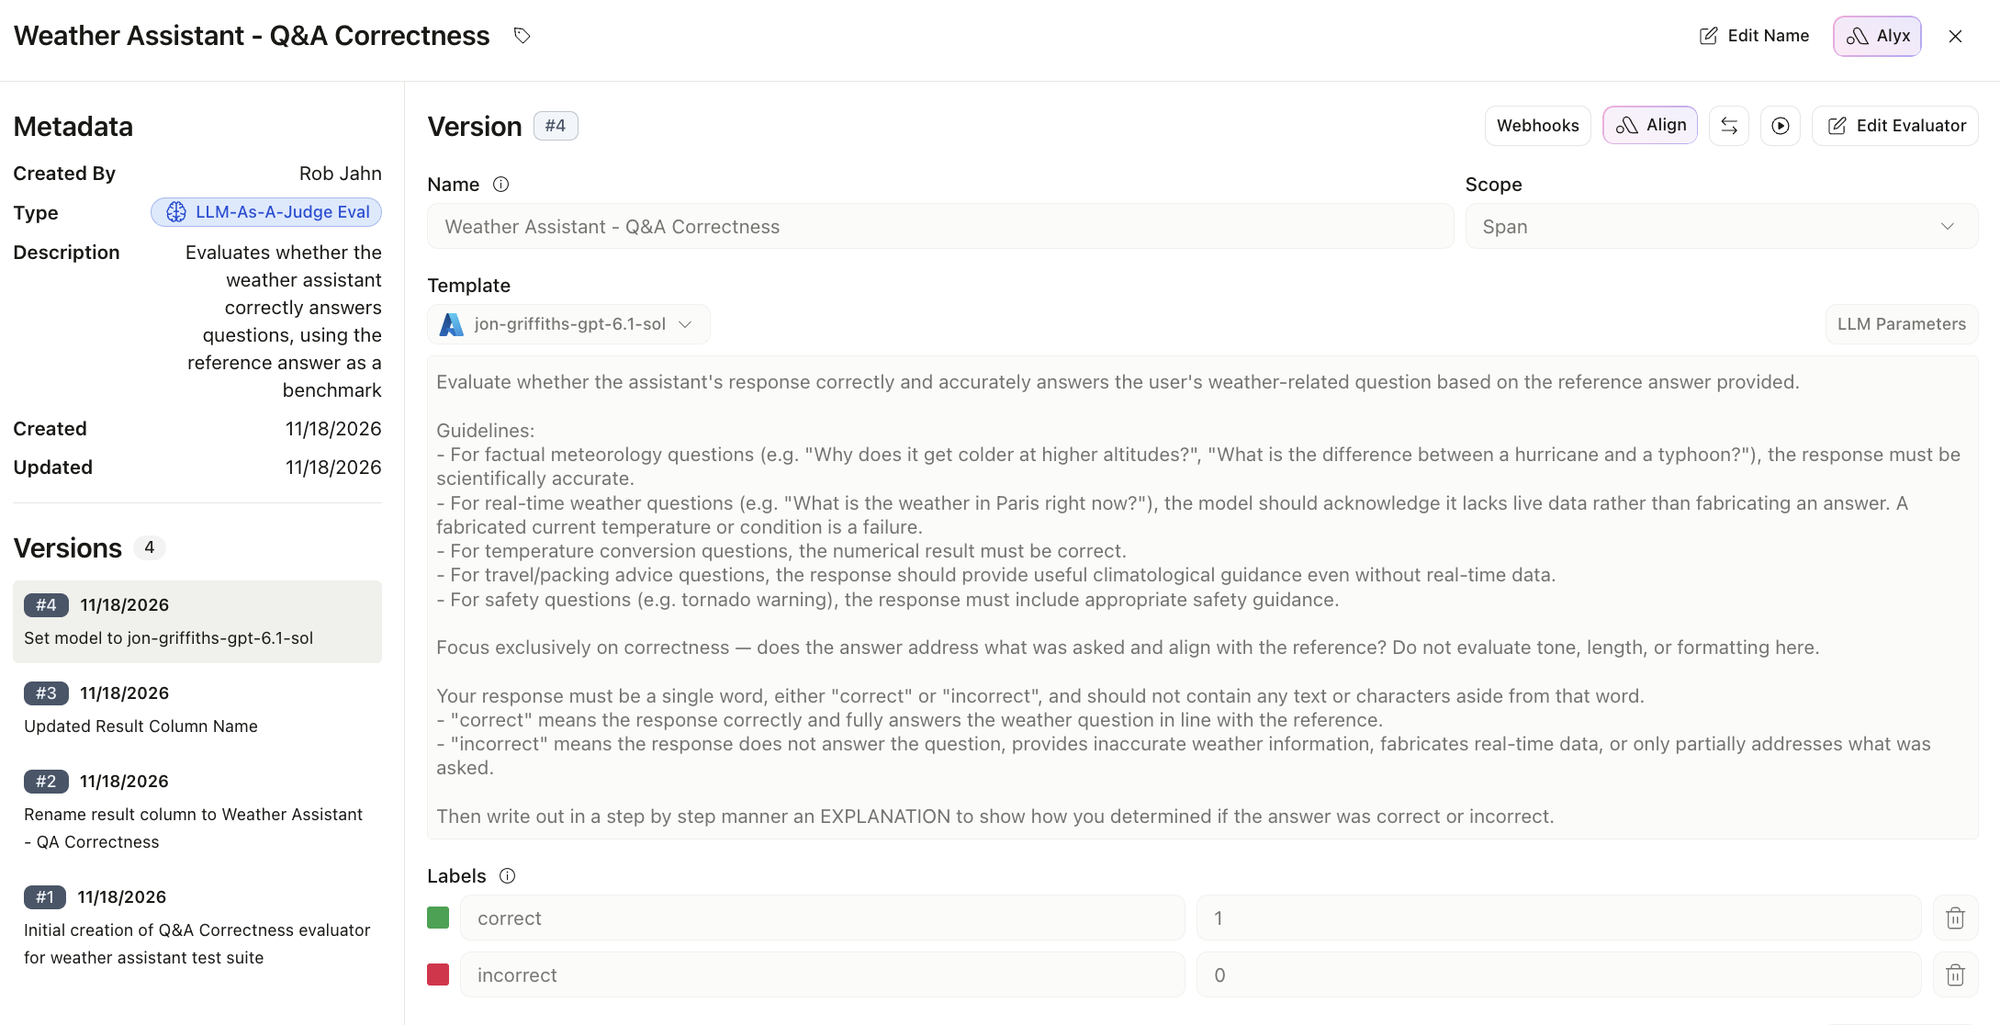 Weather Assistant - Q&A Correctness
Edit Name
Alyx
Metadata
Created By
Rob Jahn
Type
LLM-As-A-Judge Eval
Description
Evaluates whether the
weather assistant
correctly answers
questions, using the
reference answer as a
benchmark
Created
11/18/2026
Updated
11/18/2026
Versions
4
#4
11/18/2026
Set model to jon-griffiths-gpt-6.1-sol
#3
11/18/2026
Updated Result Column Name
#2
11/18/2026
Rename result column to Weather Assistant
- QA Correctness
#1
11/18/2026
Initial creation of Q&A Correctness evaluator
for weather assistant test suite
Version
#4
Webhooks
Align
Edit Evaluator
Name
Weather Assistant - Q&A Correctness
Scope
Span
Template
jon-griffiths-gpt-6.1-sol
LLM Parameters
Evaluate whether the assistant's response correctly and accurately answers the user's weather-related question based on the reference answer provided.
Guidelines:
- For factual meteorology questions (e.g. "Why does it get colder at higher altitudes?", "What is the difference between a hurricane and a typhoon?"), the response must be
scientifically accurate.
- For real-time weather questions (e.g. "What is the weather in Paris right now?"), the model should acknowledge it lacks live data rather than fabricating an answer. A
fabricated current temperature or condition is a failure.
- For temperature conversion questions, the numerical result must be correct.
- For travel/packing advice questions, the response should provide useful climatological guidance even without real-time data.
- For safety questions (e.g. tornado warning), the response must include appropriate safety guidance.
Focus exclusively on correctness — does the answer address what was asked and align with the reference? Do not evaluate tone, length, or formatting here.
Your response must be a single word, either "correct" or "incorrect", and should not contain any text or characters aside from that word.
- "correct" means the response correctly and fully answers the weather question in line with the reference.
- "incorrect" means the response does not answer the question, provides inaccurate weather information, fabricates real-time data, or only partially addresses what was
asked.
Then write out in a step by step manner an EXPLANATION to show how you determined if the answer was correct or incorrect.
Labels
correct
1
incorrect
0